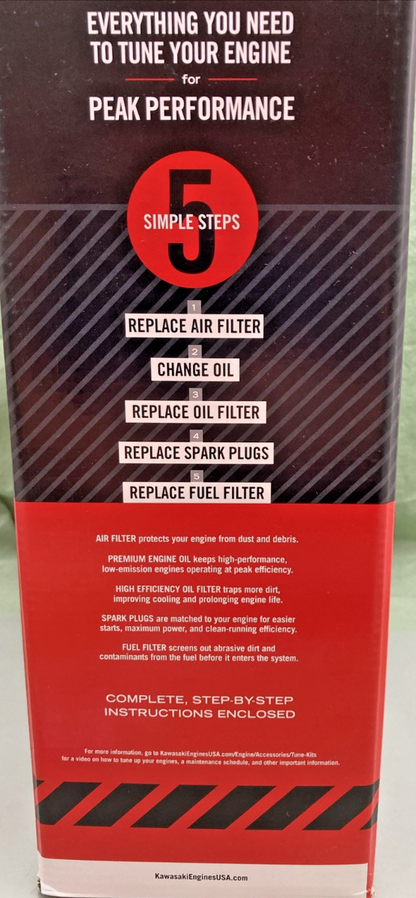 EVERYTHING YOU NEED
TO TUNE YOUR ENGINE
for
PEAK PERFORMANCE
5
SIMPLE STEPS
1
REPLACE AIR FILTER
2
CHANGE OIL
3
REPLACE OIL FILTER
4
REPLACE SPARK PLUGS
5
REPLACE FUEL FILTER
AIR FILTER protects your engine from dust and debris.
PREMIUM ENGINE OIL keeps high-performance,
low-emission engines operating at peak efficiency.
HIGH EFFICIENCY OIL FILTER traps more dirt,
improving cooling and prolonging engine life.
SPARK PLUGS are matched to your engine for easier
starts, maximum power, and clean-running efficiency.
FUEL FILTER screens out abrasive dirt and
contaminants from the fuel before it enters the system.
COMPLETE, STEP-BY-STEP
INSTRUCTIONS ENCLOSED
For more information, go to KawasakiEnginesUSA.com/Engine/Accessories/Tune-Kits
for a video on how to tune up your engines, a maintenance schedule, and other important information.
KawasakiEnginesUSA.com